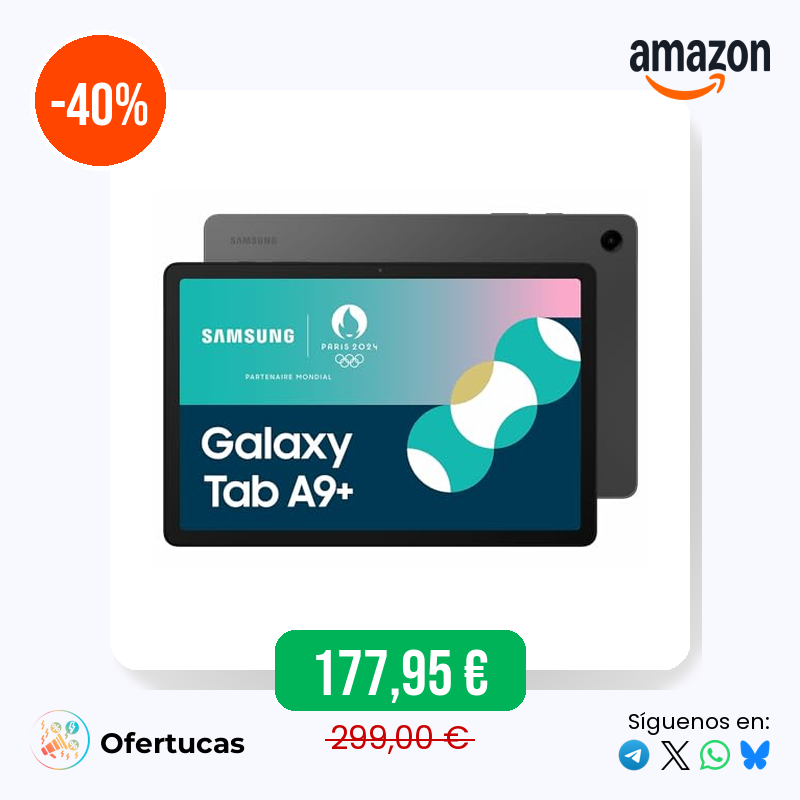 -40%
amazon
SAMSUNG
SAMSUNG
PARIS 2024
PARTENAIRE MONDIAL
Galaxy
Tab A9+
177,95 €
299,00 €
Ofertucas
Síguenos en: